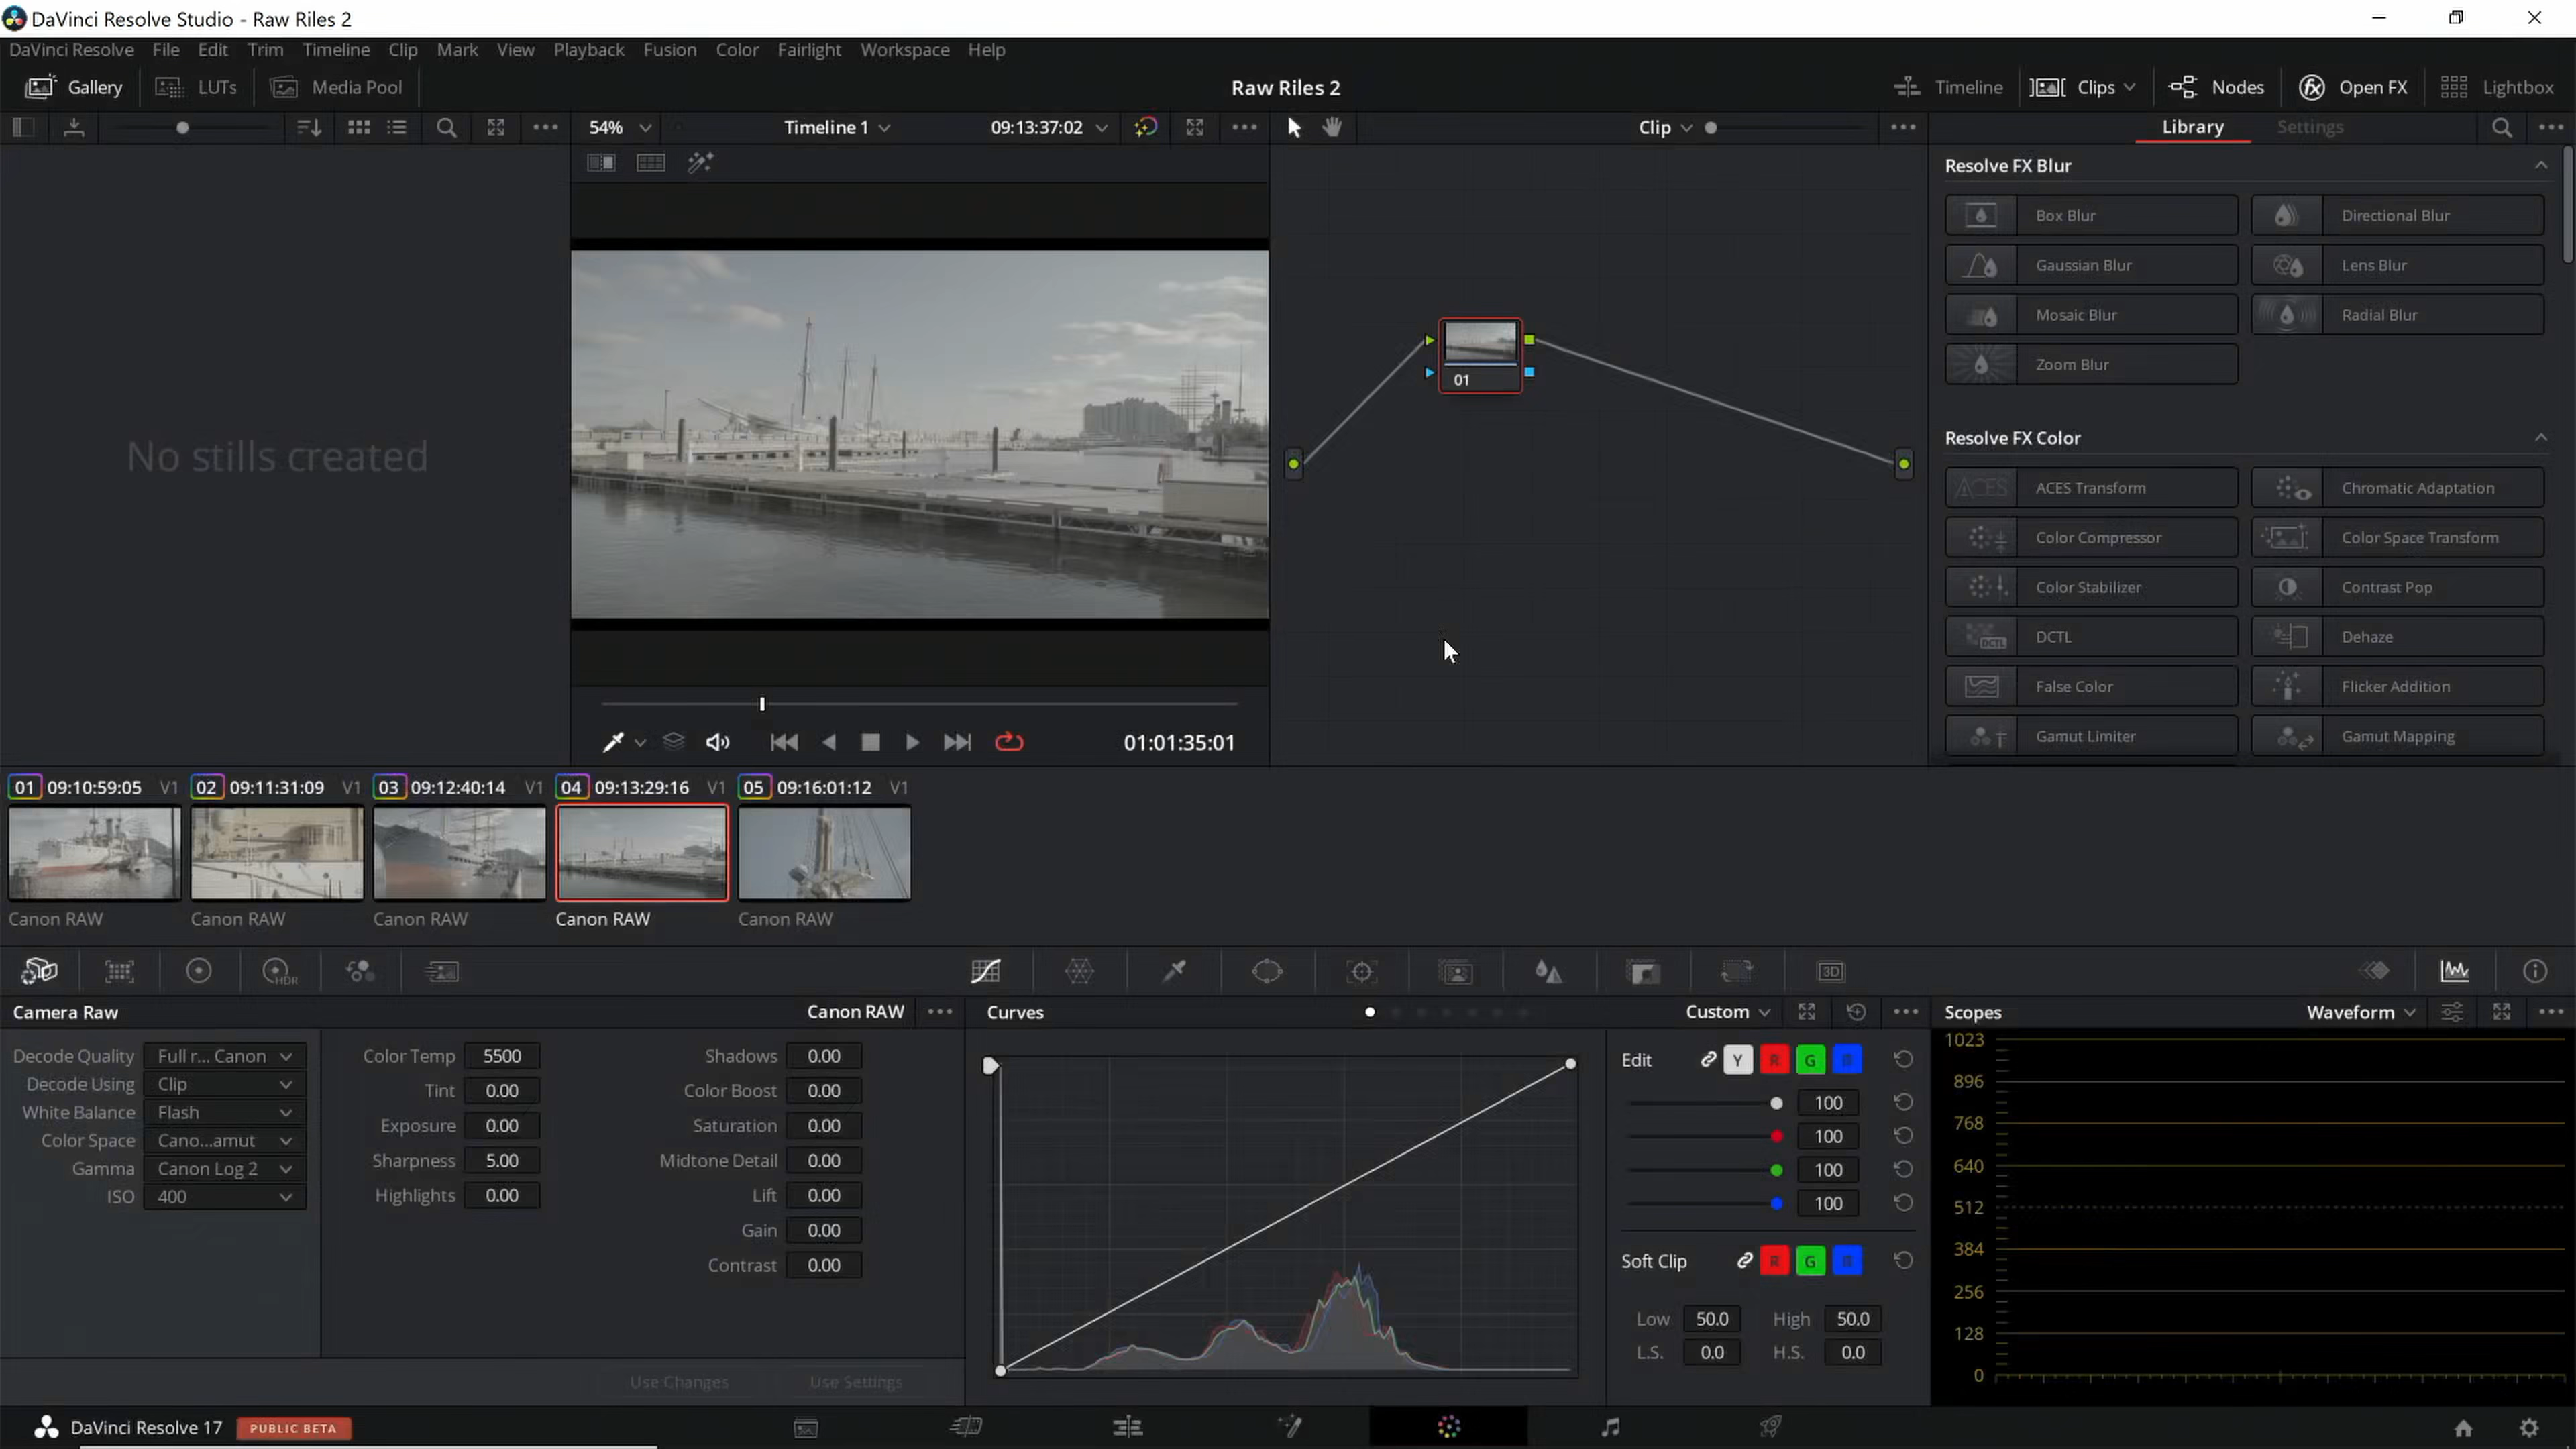 DaVinci Resolve Studio - Raw Riles 2
DaVinci Resolve File Edit Trim Timeline Clip Mark View Playback Fusion Color Fairlight Workspace Help
Gallery LUTs Media Pool Raw Riles 2 Timeline Clips Nodes Open FX Lightbox
54% Timeline 1 09:13:37:02 Clip Library Settings
Resolve FX Blur
Box Blur Directional Blur
Gaussian Blur Lens Blur
Mosaic Blur Radial Blur
Zoom Blur
01
No stills created
Resolve FX Color
ACES Transform Chromatic Adaptation
Color Compressor Color Space Transform
Color Stabilizer Contrast Pop
DCTL Dehaze
False Color Flicker Addition
Gamut Limiter Gamut Mapping
01:01:35:01
01 09:10:59:05 V1 02 09:11:31:09 V1 03 09:12:40:14 V1 04 09:13:29:16 V1 05 09:16:01:12 V1
Canon RAW Canon RAW Canon RAW Canon RAW Canon RAW
HDR 3D
Camera Raw Canon RAW Curves Custom Scopes Waveform
Decode Quality Full r... Canon
Decode Using Clip
White Balance Flash
Color Space Cano...amut
Gamma Canon Log 2
ISO 400
Color Temp 5500
Tint 0.00
Exposure 0.00
Sharpness 5.00
Highlights 0.00
Shadows 0.00
Color Boost 0.00
Saturation 0.00
Midtone Detail 0.00
Lift 0.00
Gain 0.00
Contrast 0.00
Use Changes Use Settings
Edit Y R G B
100
100
100
100
Soft Clip R G B
Low 50.0 High 50.0
L.S. 0.0 H.S. 0.0
1023
896
768
640
512
384
256
128
0
DaVinci Resolve 17 PUBLIC BETA